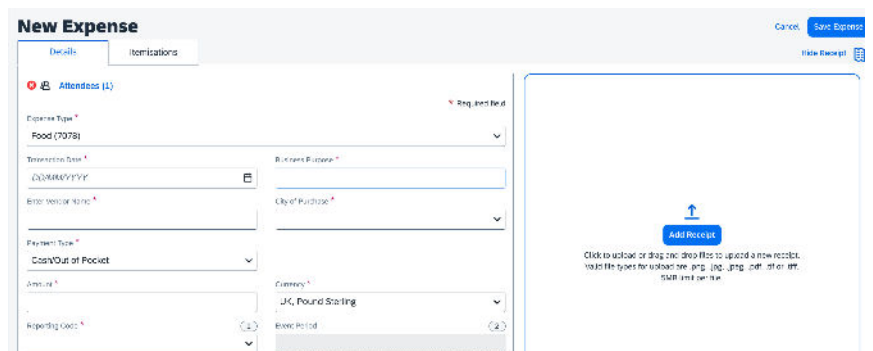 New Expense
Cancel Save Expense
Details Itemisations
Hide Receipt
Attendees (1)
* Required field
Expense Type *
Food (7078)
Transaction Date * Business Purpose *
DD/MM/YYYY
Enter Vendor Name * City of Purchase *
Payment Type *
Cash/Out of Pocket
Amount * Currency *
UK, Pound Sterling
Reporting Code * (1) Event Period (2)
Add Receipt
Click to upload or drag and drop files to upload a new receipt.
Valid file types for upload are .png, .jpg, .jpeg, .pdf, .tif or .tiff.
5MB limit per file.